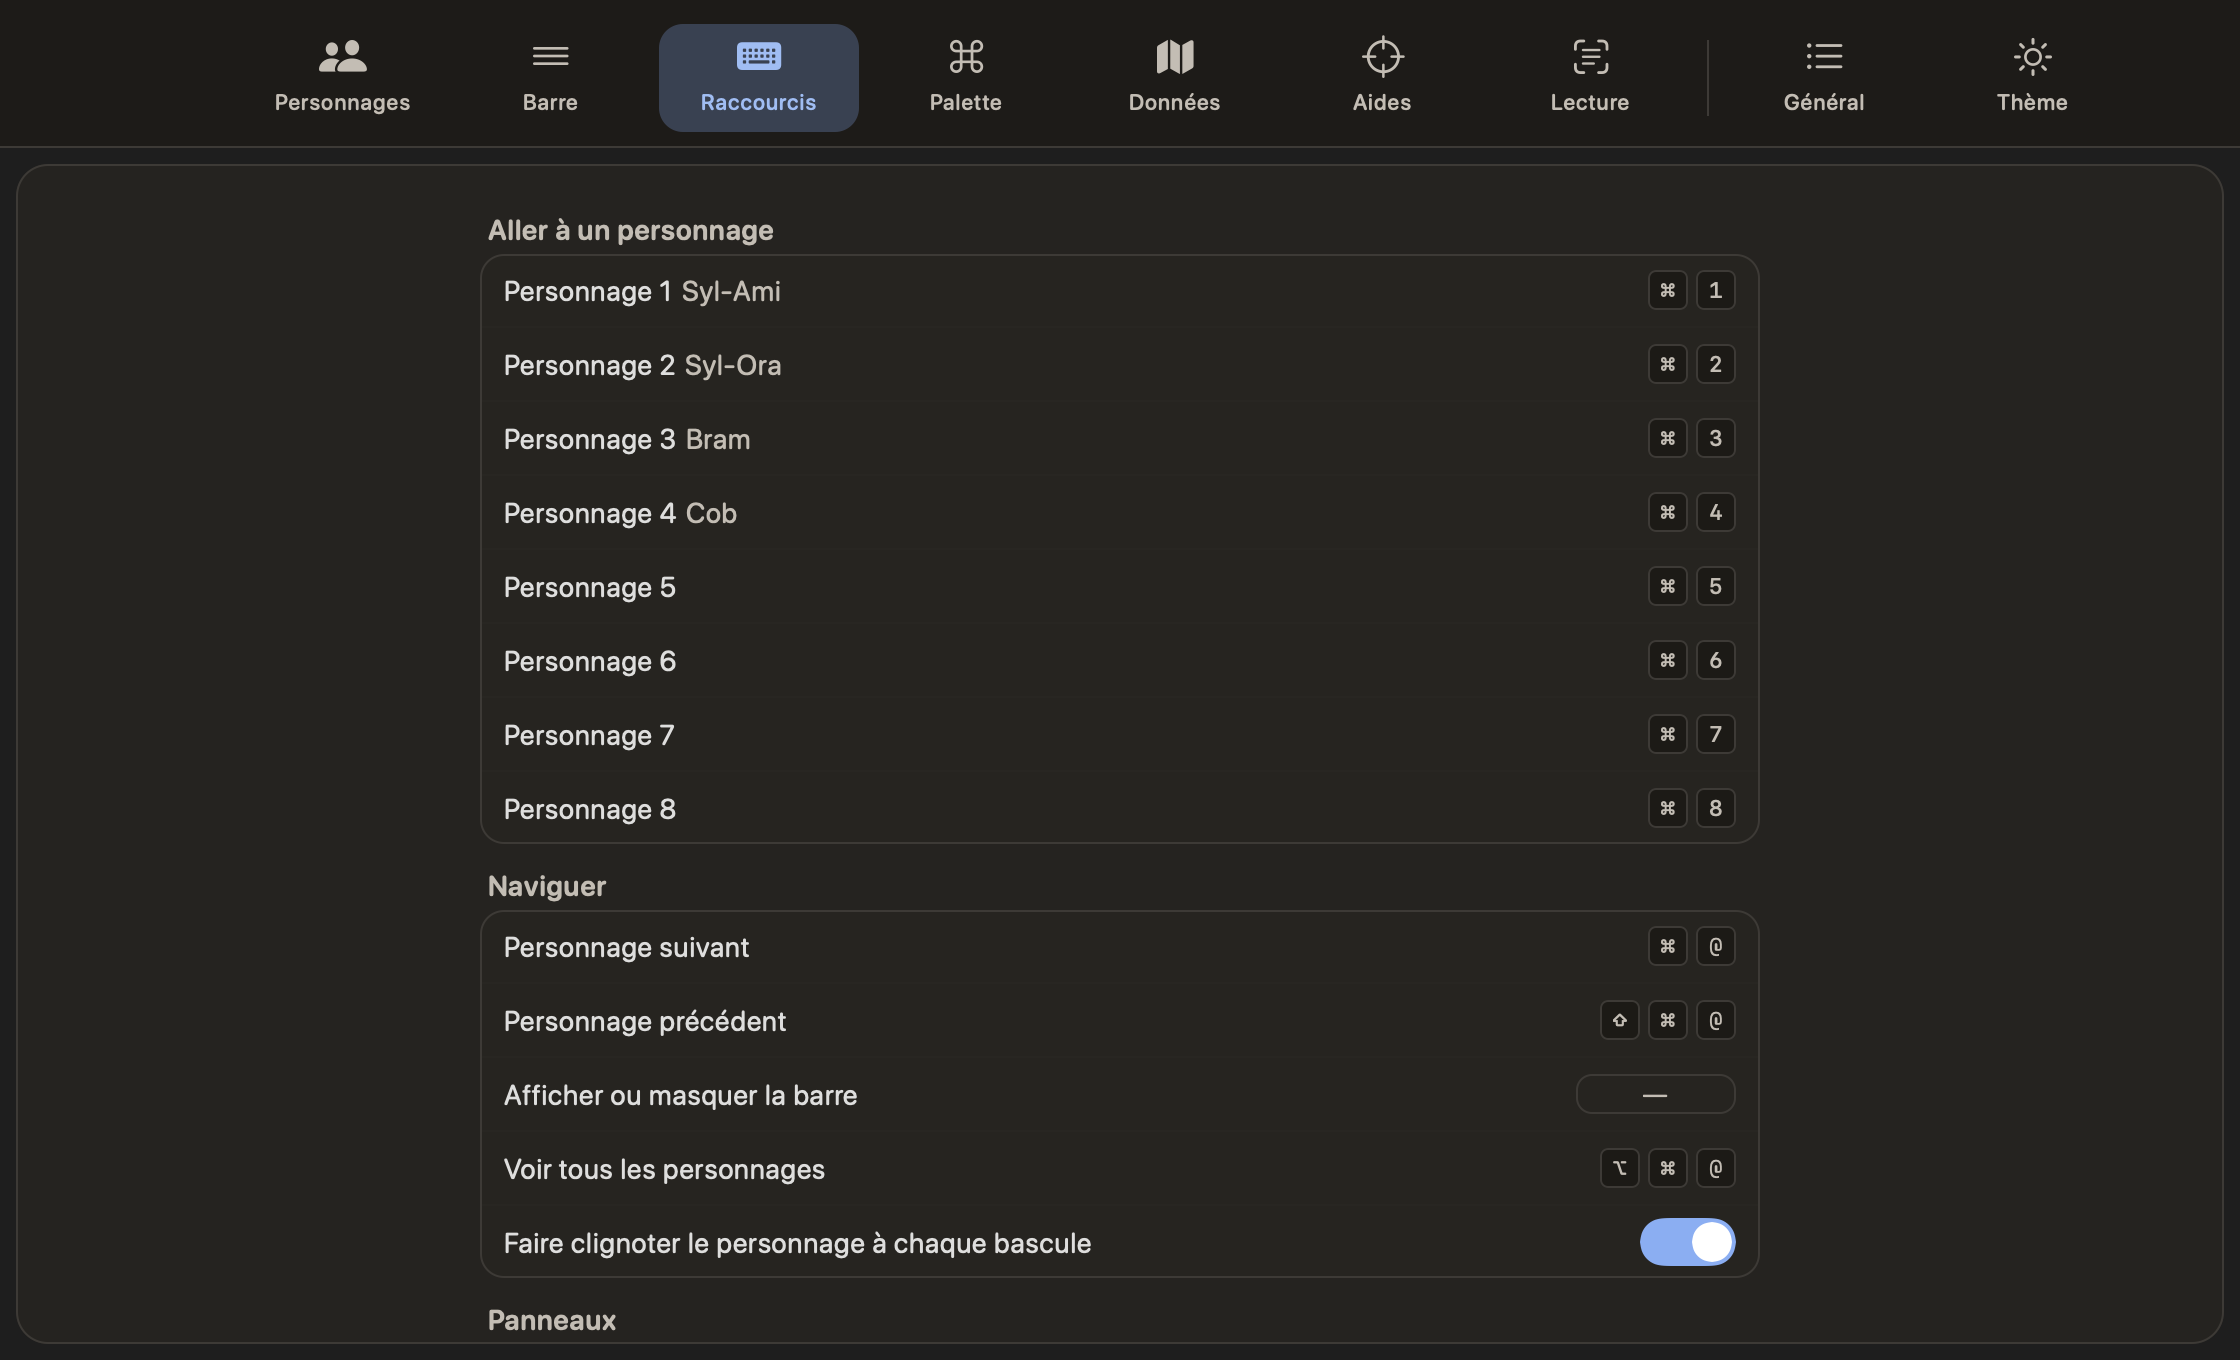 Personnages
Barre
Raccourcis
Palette
Données
Aides
Lecture
Général
Thème
Aller à un personnage
Personnage 1 Syl-Ami ⌘ 1
Personnage 2 Syl-Ora ⌘ 2
Personnage 3 Bram ⌘ 3
Personnage 4 Cob ⌘ 4
Personnage 5 ⌘ 5
Personnage 6 ⌘ 6
Personnage 7 ⌘ 7
Personnage 8 ⌘ 8
Naviguer
Personnage suivant ⌘ @
Personnage précédent ⇧ ⌘ @
Afficher ou masquer la barre —
Voir tous les personnages ⌥ ⌘ @
Faire clignoter le personnage à chaque bascule
Panneaux